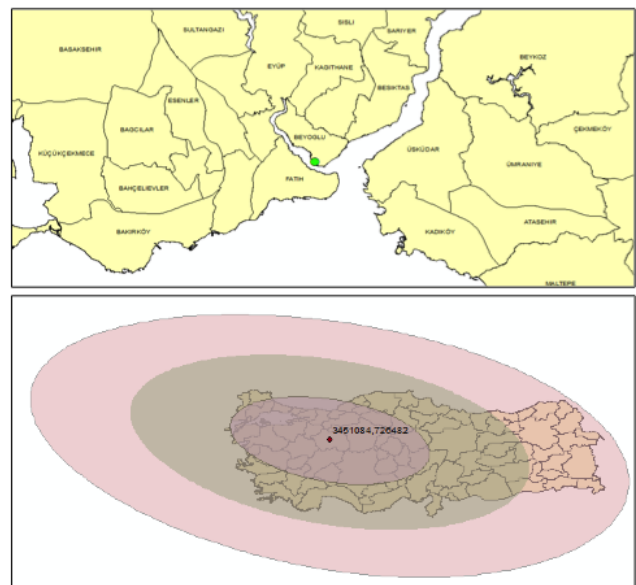 SULTANGAZI
SISLI
SARIYER
BASAKSEHIR
BEYKOZ
EYÜP
KAGITHANE
BESIKTAS
ESENLER
BAGCILAR
BEYOGLU
ÇEKMEKÖY
KÜÇÜKÇEKMECE
ÜSKÜDAR
ÜMRANIYE
FATIH
BAHÇELIEVLER
ATASEHIR
BAKIRKÖY
KADIKÖY
MALTEPE
3461084,726482